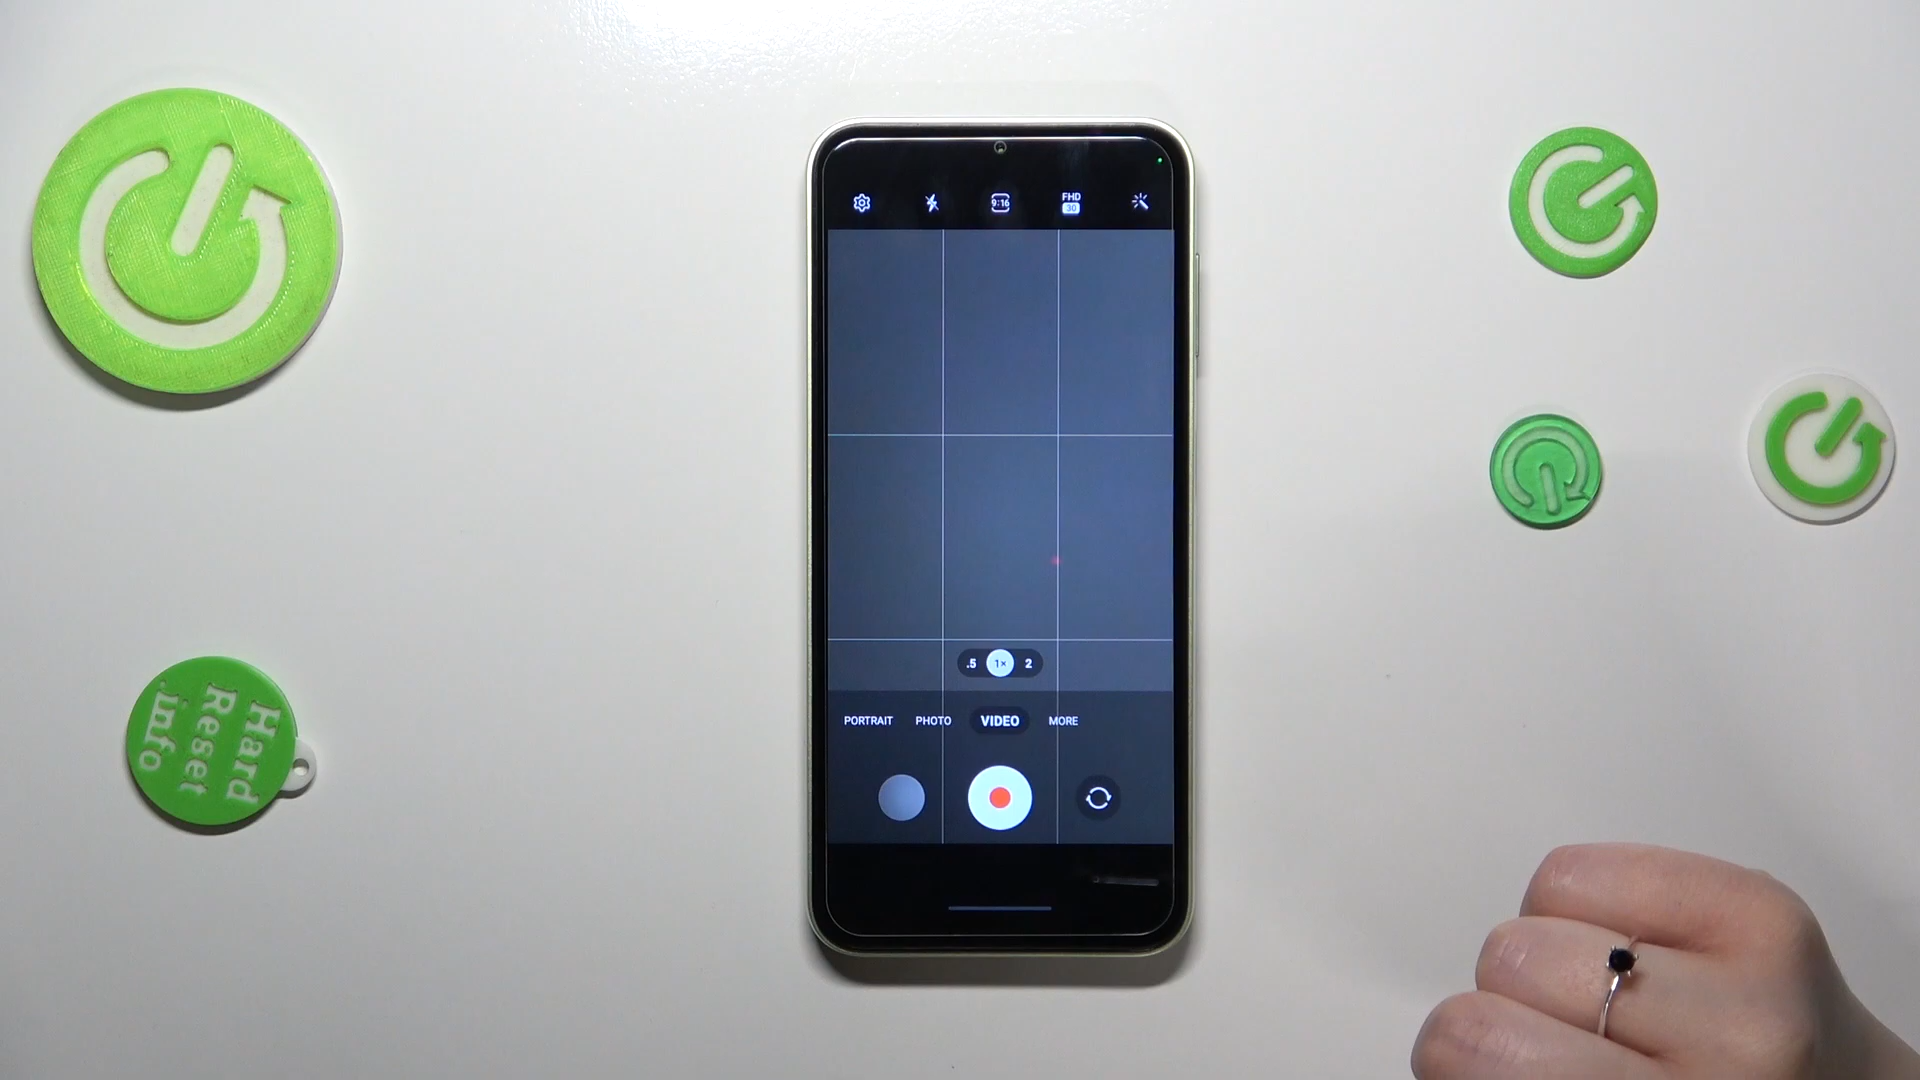 FHD
9:16
30
.5 1× 2
PORTRAIT PHOTO VIDEO MORE
Hard
Reset
.info